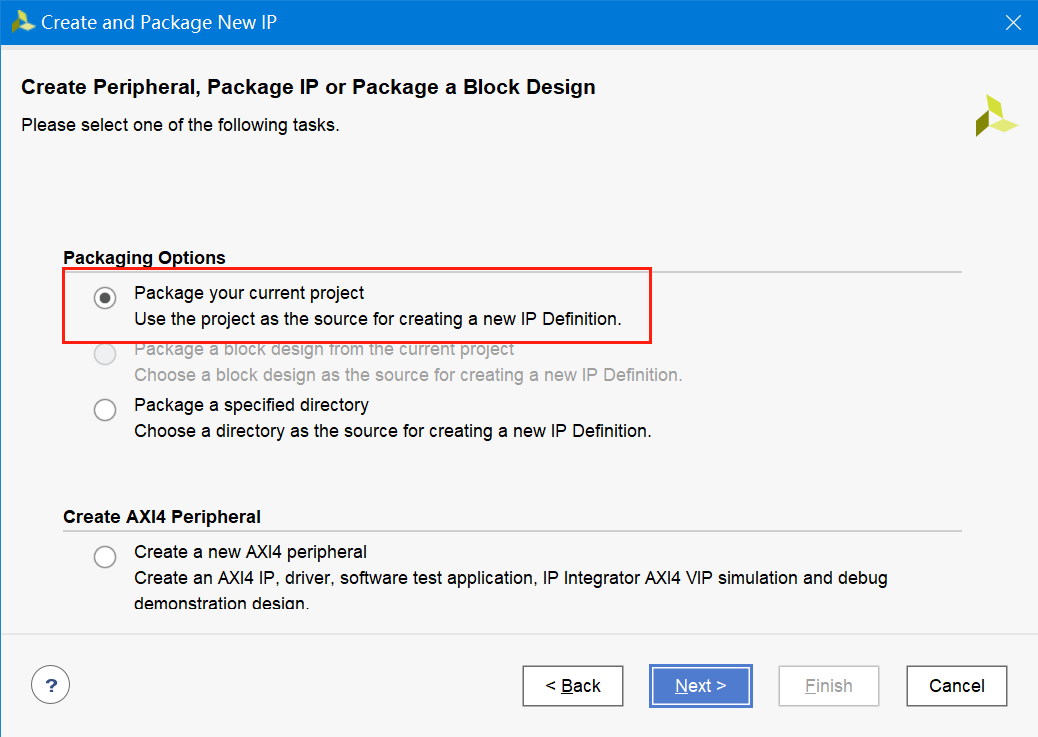 Create and Package New IP
Create Peripheral, Package IP or Package a Block Design
Please select one of the following tasks.
Packaging Options
Package your current project
Use the project as the source for creating a new IP Definition.
Package a block design from the current project
Choose a block design as the source for creating a new IP Definition.
Package a specified directory
Choose a directory as the source for creating a new IP Definition.
Create AXI4 Peripheral
Create a new AXI4 peripheral
Create an AXI4 IP, driver, software test application, IP Integrator AXI4 VIP simulation and debug
demonstration design.
?
< Back
Next >
Finish
Cancel